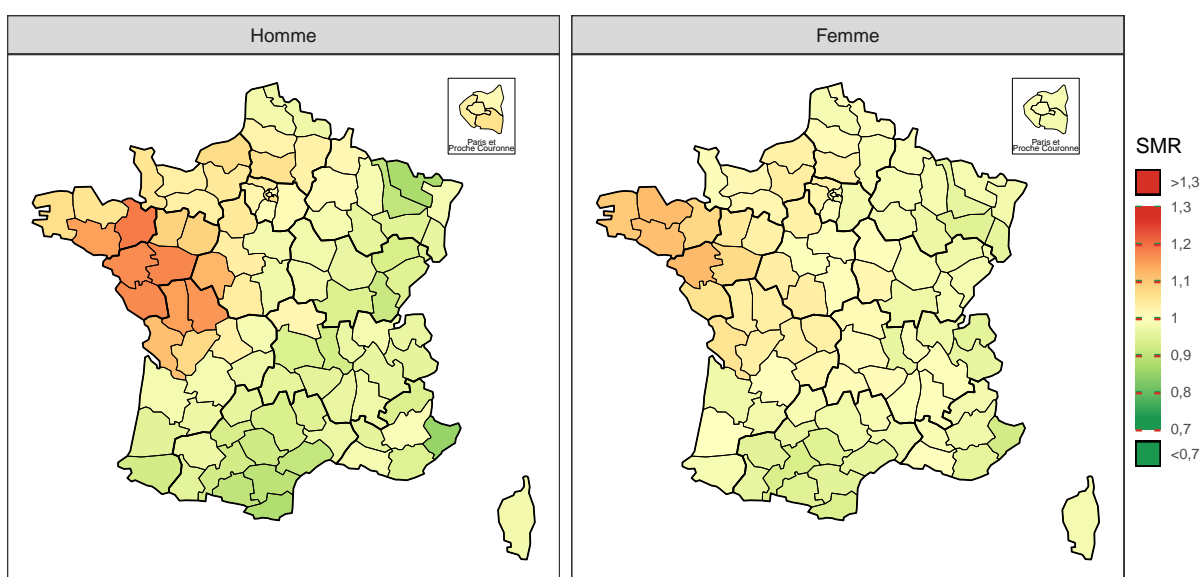 Homme
Femme
Paris et
Proche Couronne
Paris et
Proche Couronne
SMR
>1,3
1,3
1,2
1,1
1
0,9
0,8
0,7
<0,7